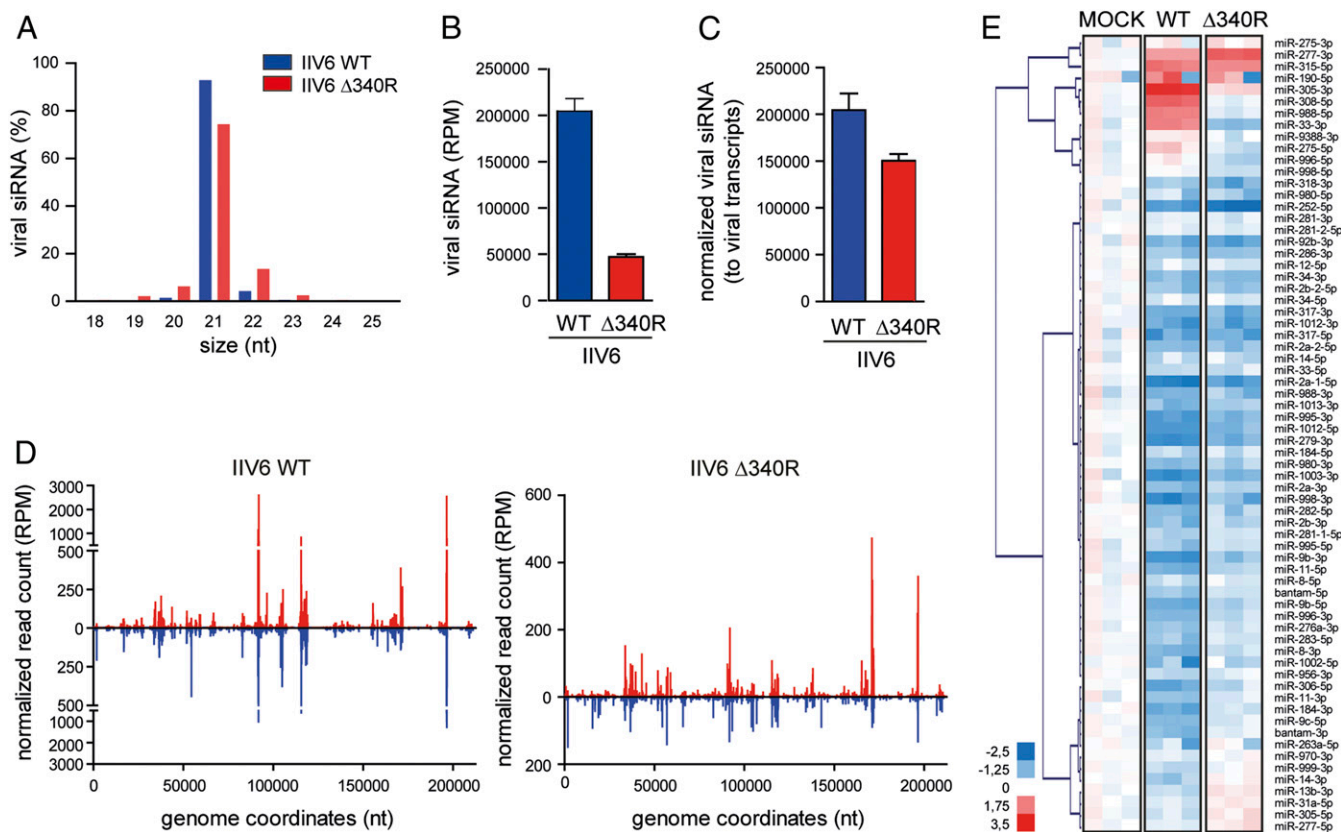 A
100
80
60
40
20
0
viral siRNA (%)
IIV6 WT
IIV6 Δ340R
18 19 20 21 22 23 24 25
size (nt)
B
250000
200000
150000
100000
50000
0
viral siRNA (RPM)
WT Δ340R
IIV6
C
250000
200000
150000
100000
50000
0
normalized viral siRNA
(to viral transcripts)
WT Δ340R
IIV6
D
IIV6 WT
normalized read count (RPM)
3000
2000
1000
500
250
0
250
500
1000
2000
3000
0 50000 100000 150000 200000
genome coordinates (nt)
IIV6 Δ340R
normalized read count (RPM)
600
400
200
0
200
0 50000 100000 150000 200000
genome coordinates (nt)
E
MOCK WT Δ340R
miR-275-3p
miR-277-3p
miR-315-5p
miR-190-5p
miR-305-3p
miR-308-5p
miR-988-5p
miR-33-3p
miR-9388-3p
miR-275-5p
miR-996-5p
miR-998-5p
miR-318-3p
miR-980-5p
miR-252-5p
miR-281-3p
miR-281-2-5p
miR-92b-3p
miR-286-3p
miR-12-5p
miR-34-3p
miR-2b-2-5p
miR-34-5p
miR-317-3p
miR-1012-3p
miR-317-5p
miR-2a-2-5p
miR-14-5p
miR-33-5p
miR-2a-1-5p
miR-988-3p
miR-1013-3p
miR-995-3p
miR-1012-5p
miR-279-3p
miR-184-5p
miR-980-3p
miR-1003-3p
miR-2a-3p
miR-998-3p
miR-282-5p
miR-2b-3p
miR-281-1-5p
miR-995-5p
miR-9b-3p
miR-11-5p
miR-8-5p
bantam-5p
miR-9b-5p
miR-996-3p
miR-276a-3p
miR-283-5p
miR-8-3p
miR-1002-5p
miR-956-3p
miR-306-5p
miR-11-3p
miR-184-3p
miR-9c-5p
bantam-3p
miR-263a-5p
miR-970-3p
miR-999-3p
miR-14-3p
miR-13b-3p
miR-31a-5p
miR-305-5p
miR-277-5p
-2,5
-1,25
0
1,75
3,5